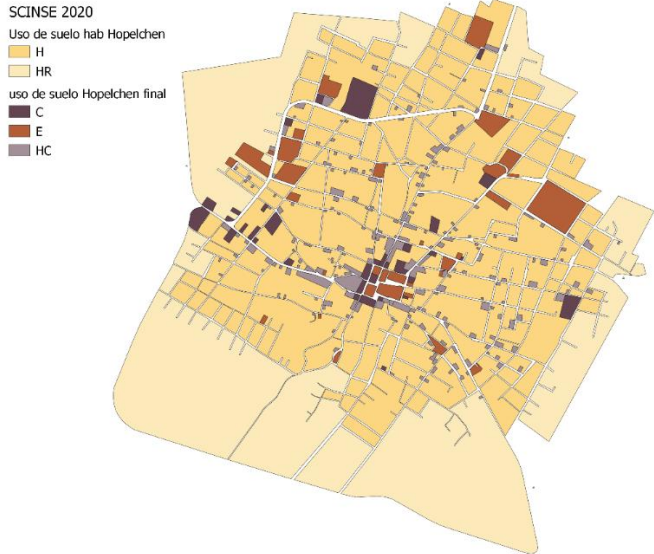 SCINSE 2020
Uso de suelo hab Hopelchen
H
HR
uso de suelo Hopelchen final
C
E
HC